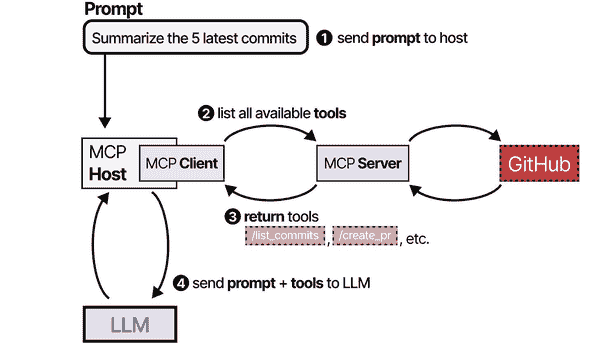 Prompt
Summarize the 5 latest commits
1 send prompt to host
2 list all available tools
MCP
Host
MCP Client
MCP Server
GitHub
3 return tools
/list_commits , /create_pr , etc.
4 send prompt + tools to LLM
LLM